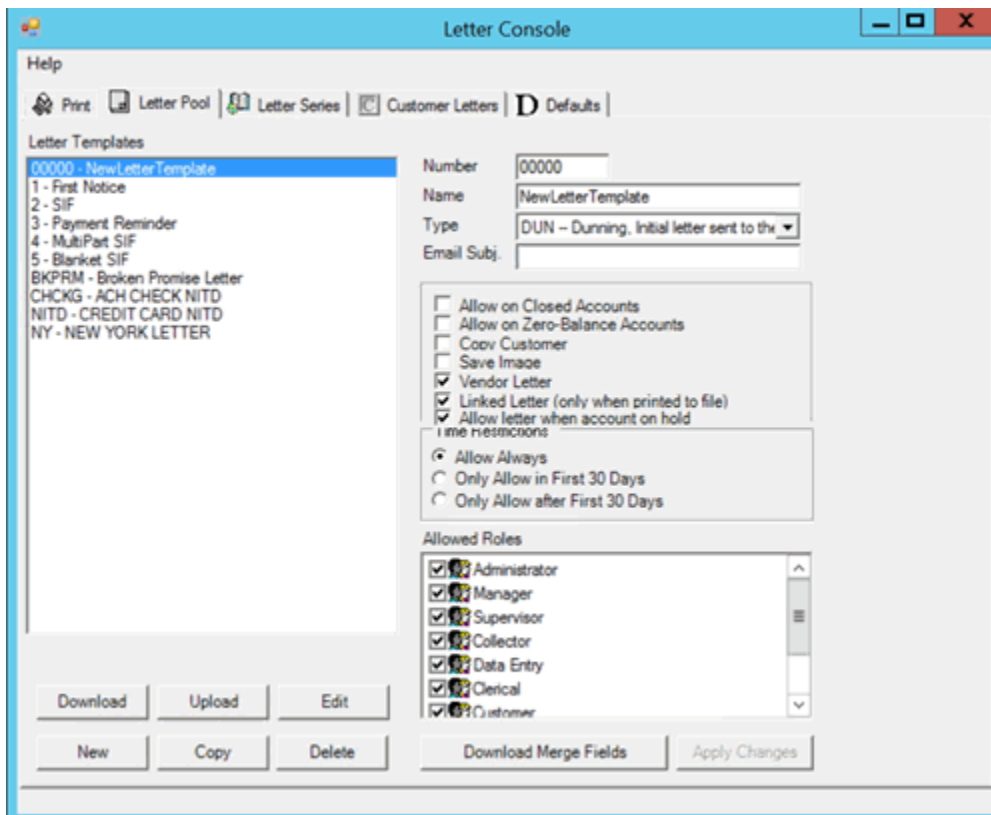 Letter Console
Help
Print Letter Pool Letter Series C Customer Letters D Defaults
Letter Templates
00000 - NewLetterTemplate
1 - First Notice
2 - SIF
3 - Payment Reminder
4 - MultiPart SIF
5 - Blanket SIF
BKPRM - Broken Promise Letter
CHCKG - ACH CHECK NITD
NITD - CREDIT CARD NITD
NY - NEW YORK LETTER
Download Upload Edit
New Copy Delete
Number 00000
Name NewLetterTemplate
Type DUN – Dunning, Initial letter sent to the
Email Subj.
Allow on Closed Accounts
Allow on Zero-Balance Accounts
Copy Customer
Save Image
Vendor Letter
Linked Letter (only when printed to file)
Allow letter when account on hold
Time Restrictions
Allow Always
Only Allow in First 30 Days
Only Allow after First 30 Days
Allowed Roles
Administrator
Manager
Supervisor
Collector
Data Entry
Clerical
Customer
Download Merge Fields Apply Changes